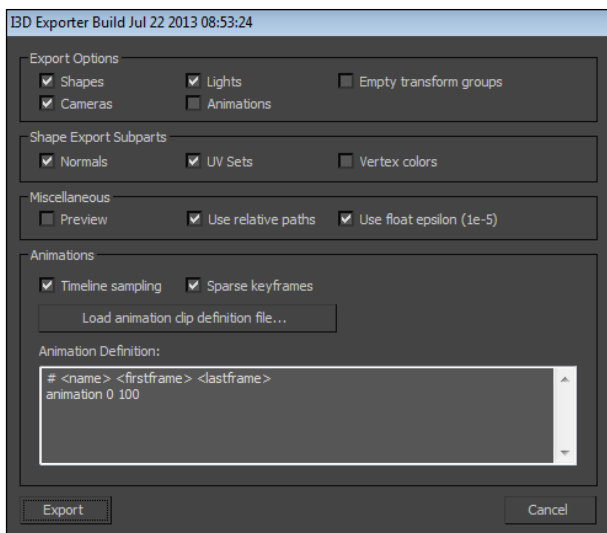 I3D Exporter Build Jul 22 2013 08:53:24
Export Options
Shapes Lights Empty transform groups
Cameras Animations
Shape Export Subparts
Normals UV Sets Vertex colors
Miscellaneous
Preview Use relative paths Use float epsilon (1e-5)
Animations
Timeline sampling Sparse keyframes
Load animation clip definition file...
Animation Definition:
# <name> <firstframe> <lastframe>
animation 0 100
Export Cancel